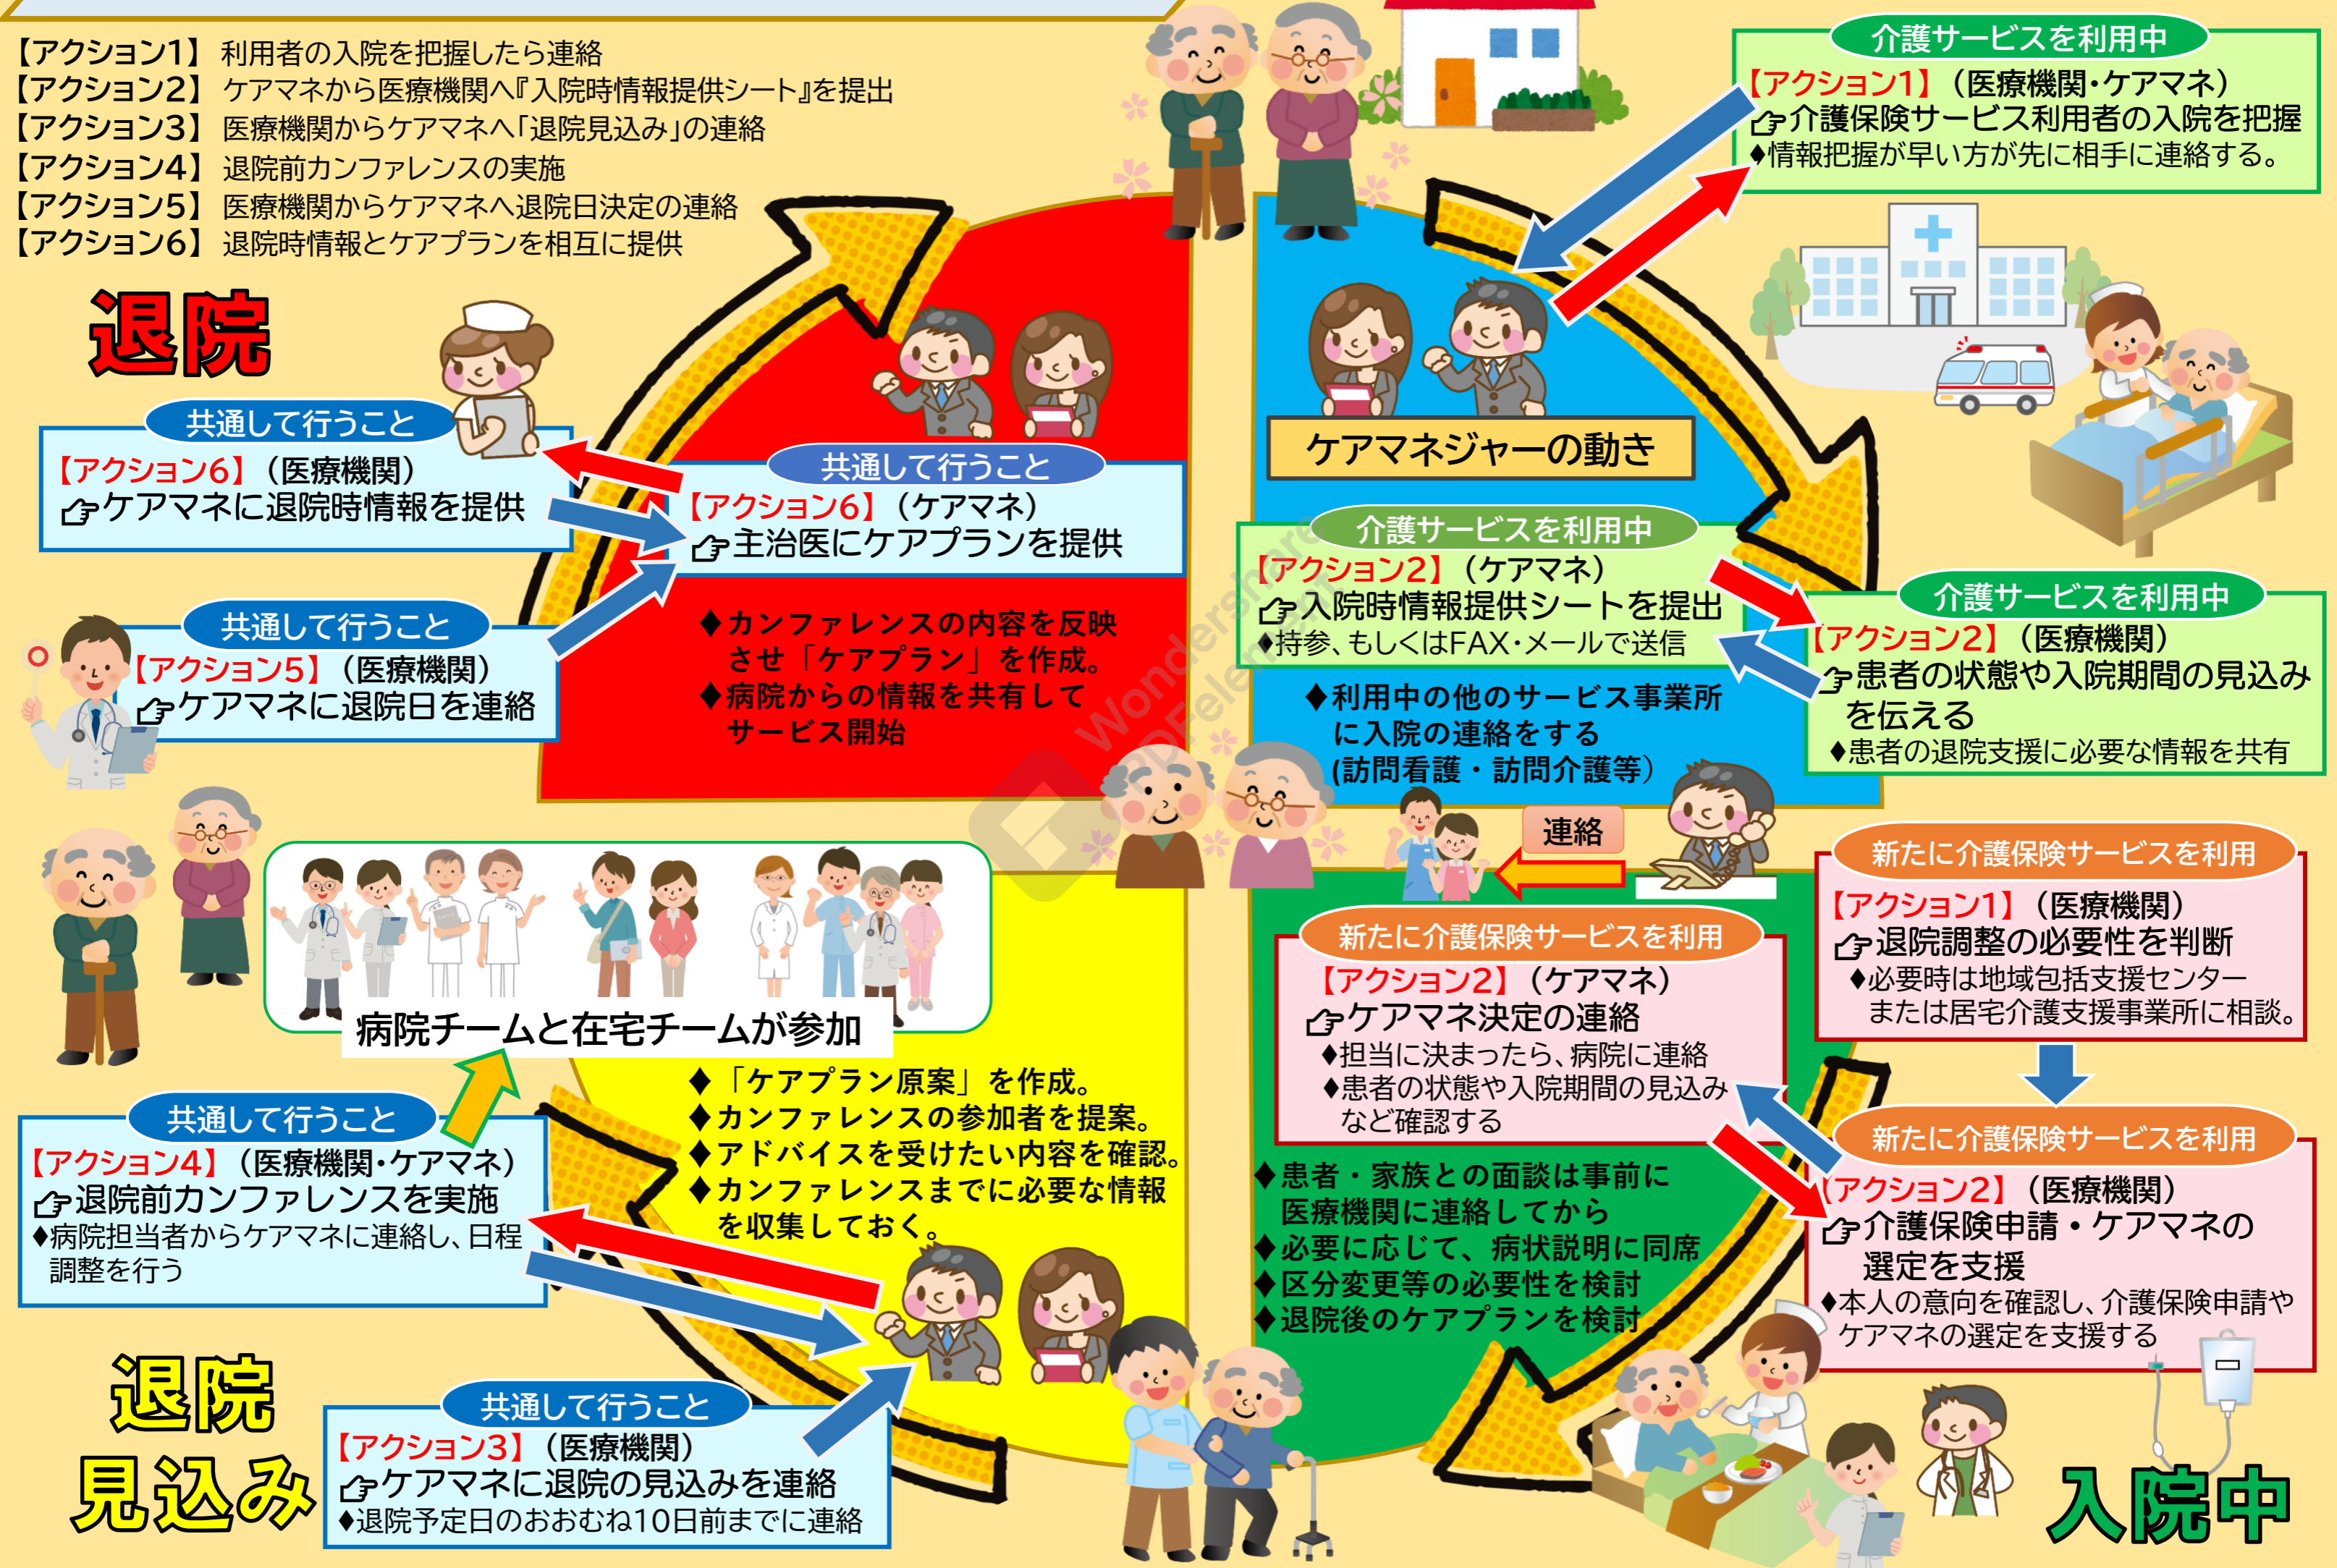 【アクション1】 利用者の入院を把握したら連絡
【アクション2】 ケアマネから医療機関へ『入院時情報提供シート』を提出
【アクション3】 医療機関からケアマネへ「退院見込み」の連絡
【アクション4】 退院前カンファレンスの実施
【アクション5】 医療機関からケアマネへ退院日決定の連絡
【アクション6】 退院時情報とケアプランを相互に提供
介護サービスを利用中
【アクション1】（医療機関・ケアマネ）
介護保険サービス利用者の入院を把握
♦情報把握が早い方が先に相手に連絡する。
ケアマネジャーの動き
介護サービスを利用中
【アクション2】（ケアマネ）
入院時情報提供シートを提出
♦持参、もしくはFAX・メールで送信
♦利用中の他のサービス事業所
に入院の連絡をする
(訪問看護・訪問介護等）
介護サービスを利用中
【アクション2】（医療機関）
患者の状態や入院期間の見込み
を伝える
♦患者の退院支援に必要な情報を共有
連絡
新たに介護保険サービスを利用
【アクション1】（医療機関）
退院調整の必要性を判断
♦必要時は地域包括支援センター
または居宅介護支援事業所に相談。
新たに介護保険サービスを利用
【アクション2】（ケアマネ）
ケアマネ決定の連絡
♦担当に決まったら、病院に連絡
♦患者の状態や入院期間の見込み
など確認する
新たに介護保険サービスを利用
【アクション2】（医療機関）
介護保険申請・ケアマネの
選定を支援
♦本人の意向を確認し、介護保険申請や
ケアマネの選定を支援する
♦患者・家族との面談は事前に
医療機関に連絡してから
♦必要に応じて、病状説明に同席
♦区分変更等の必要性を検討
♦退院後のケアプランを検討
入院中
退院
見込み
共通して行うこと
【アクション3】（医療機関）
ケアマネに退院の見込みを連絡
♦退院予定日のおおむね10日前までに連絡
病院チームと在宅チームが参加
♦「ケアプラン原案」を作成。
♦カンファレンスの参加者を提案。
♦アドバイスを受けたい内容を確認。
♦カンファレンスまでに必要な情報
を収集しておく。
共通して行うこと
【アクション4】（医療機関・ケアマネ）
退院前カンファレンスを実施
♦病院担当者からケアマネに連絡し、日程
調整を行う
退院
共通して行うこと
【アクション5】（医療機関）
ケアマネに退院日を連絡
共通して行うこと
【アクション6】（医療機関）
ケアマネに退院時情報を提供
共通して行うこと
【アクション6】（ケアマネ）
主治医にケアプランを提供
♦カンファレンスの内容を反映
させ「ケアプラン」を作成。
♦病院からの情報を共有して
サービス開始
Wondershare
PDFelement